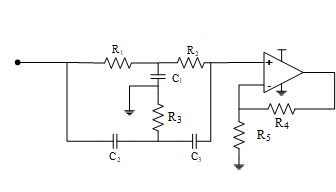 R₁
R₂
C₁
+
-
R₃
R₄
R₅
C₂
C₃